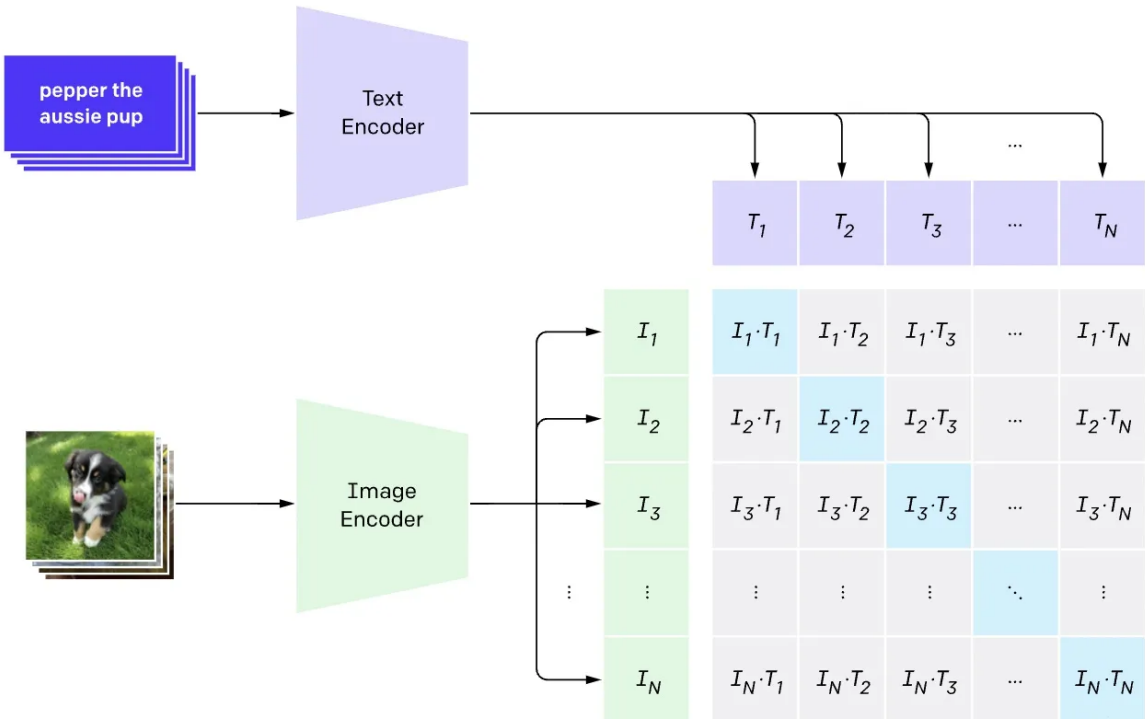 pepper the
aussie pup
Text
Encoder
...
T1 T2 T3 ... TN
I1 I1·T1 I1·T2 I1·T3 ... I1·TN
I2 I2·T1 I2·T2 I2·T3 ... I2·TN
Image
Encoder
I3 I3·T1 I3·T2 I3·T3 ... I3·TN
⋮ ⋮ ⋮ ⋮ ⋮ ⋱ ⋮
IN IN·T1 IN·T2 IN·T3 ... IN·TN